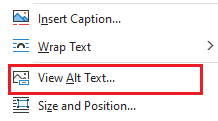 Insert Caption...
Wrap Text
View Alt Text...
Size and Position...